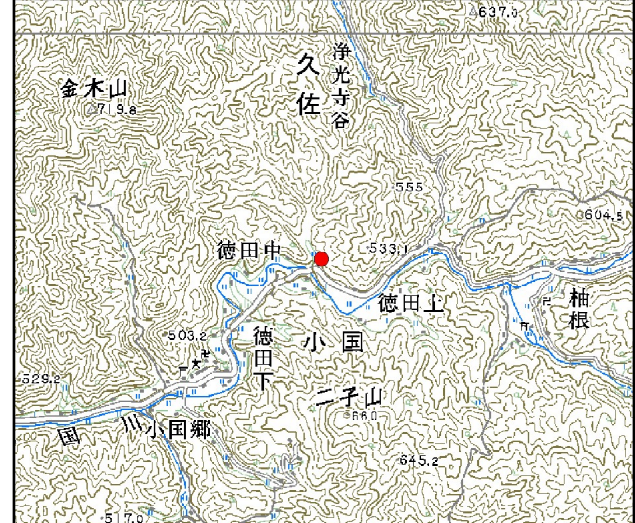 637.0
久佐
浄光寺谷
金木山
719.8
555
604.5
徳田中
533.1
徳田上
柚根
503.2
徳田下
小国
529.2
二子山
660
国川
小国郷
645.2
517.0